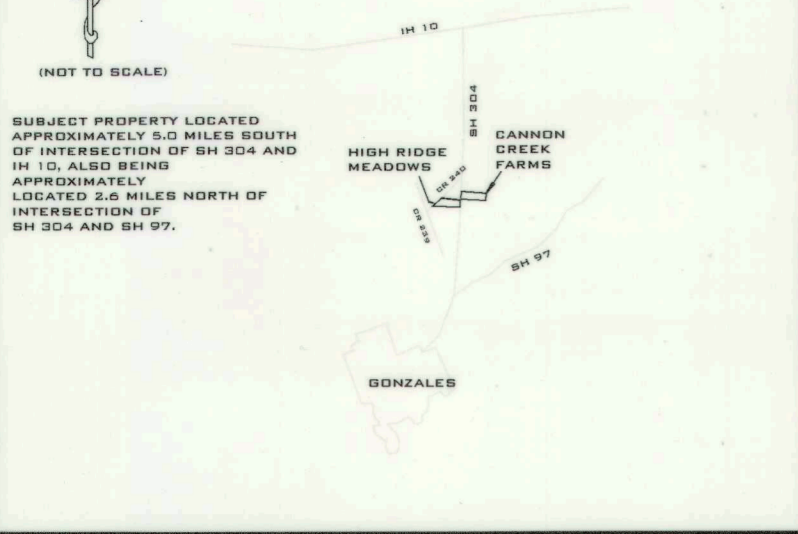 (NOT TO SCALE)
SUBJECT PROPERTY LOCATED
APPROXIMATELY 5.0 MILES SOUTH
OF INTERSECTION OF SH 304 AND
IH 10, ALSO BEING
APPROXIMATELY
LOCATED 2.6 MILES NORTH OF
INTERSECTION OF
SH 304 AND SH 97.
IH 10
SH 304
CANNON
CREEK
FARMS
HIGH RIDGE
MEADOWS
CR 240
CR 239
SH 97
GONZALES